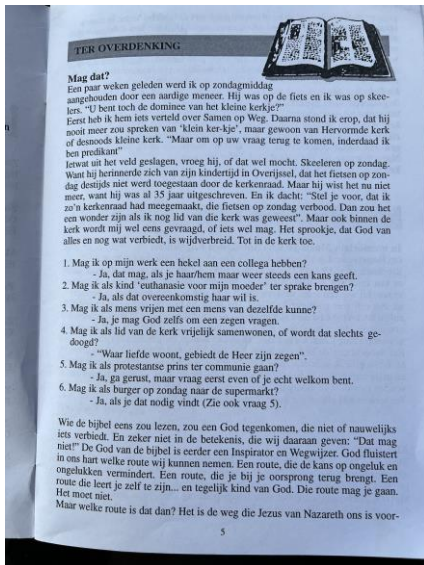 TER OVERDENKING
Mag dat?
Een paar weken geleden werd ik op zondagmiddag
aangehouden door een aardige meneer. Hij was op de fiets en ik was op skee-
lers. “U bent toch de dominee van het kleine kerkje?”
Eerst heb ik hem iets verteld over Samen op Weg. Daarna stond ik erop, dat hij
nooit meer zou spreken van ‘klein ker-kje’, maar gewoon van Hervormde kerk
of desnoods kleine kerk. “Maar om op uw vraag terug te komen, inderdaad ik
ben predikant”
Ietwat uit het veld geslagen, vroeg hij, of dat wel mocht. Skeeleren op zondag.
Want hij herinnerde zich van zijn kindertijd in Overijssel, dat het fietsen op zon-
dag destijds niet werd toegestaan door de kerkenraad. Maar hij wist het nu niet
meer, want hij was al 35 jaar uitgeschreven. En ik dacht: “Stel je voor, dat ik
zo’n kerkenraad had meegemaakt, die fietsen op zondag verbood. Dan zou het
een wonder zijn als ik nog lid van die kerk was geweest”. Maar ook binnen de
kerk wordt mij wel eens gevraagd, of iets wel mag. Het sprookje, dat God van
alles en nog wat verbiedt, is wijdverbreid. Tot in de kerk toe.
1. Mag ik op mijn werk een hekel aan een collega hebben?
- Ja, dat mag, als je haar/hem maar weer steeds een kans geeft.
2. Mag ik als kind ‘euthanasie voor mijn moeder’ ter sprake brengen?
- Ja, als dat overeenkomstig haar wil is.
3. Mag ik als mens vrijen met een mens van dezelfde kunne?
- Ja, je mag God zelfs om een zegen vragen.
4. Mag ik als lid van de kerk vrijelijk samenwonen, of wordt dat slechts ge-
doogd?
- “Waar liefde woont, gebiedt de Heer zijn zegen”.
5. Mag ik als protestantse prins ter communie gaan?
- Ja, ga gerust, maar vraag eerst even of je echt welkom bent.
6. Mag ik als burger op zondag naar de supermarkt?
- Ja, als je dat nodig vindt (Zie ook vraag 5).
Wie de bijbel eens zou lezen, zou een God tegenkomen, die niet of nauwelijks
iets verbiedt. En zeker niet in de betekenis, die wij daaraan geven: “Dat mag
niet!” De God van de bijbel is eerder een Inspirator en Wegwijzer. God fluistert
in ons hart welke route wij kunnen nemen. Een route, die de kans op ongeluk en
ongelukken vermindert. Een route, die je bij je oorsprong terug brengt. Een
route die leert je zelf te zijn... en tegelijk kind van God. Die route mag je gaan.
Het moet niet.
Maar welke route is dat dan? Het is de weg die Jezus van Nazareth ons is voor-
5